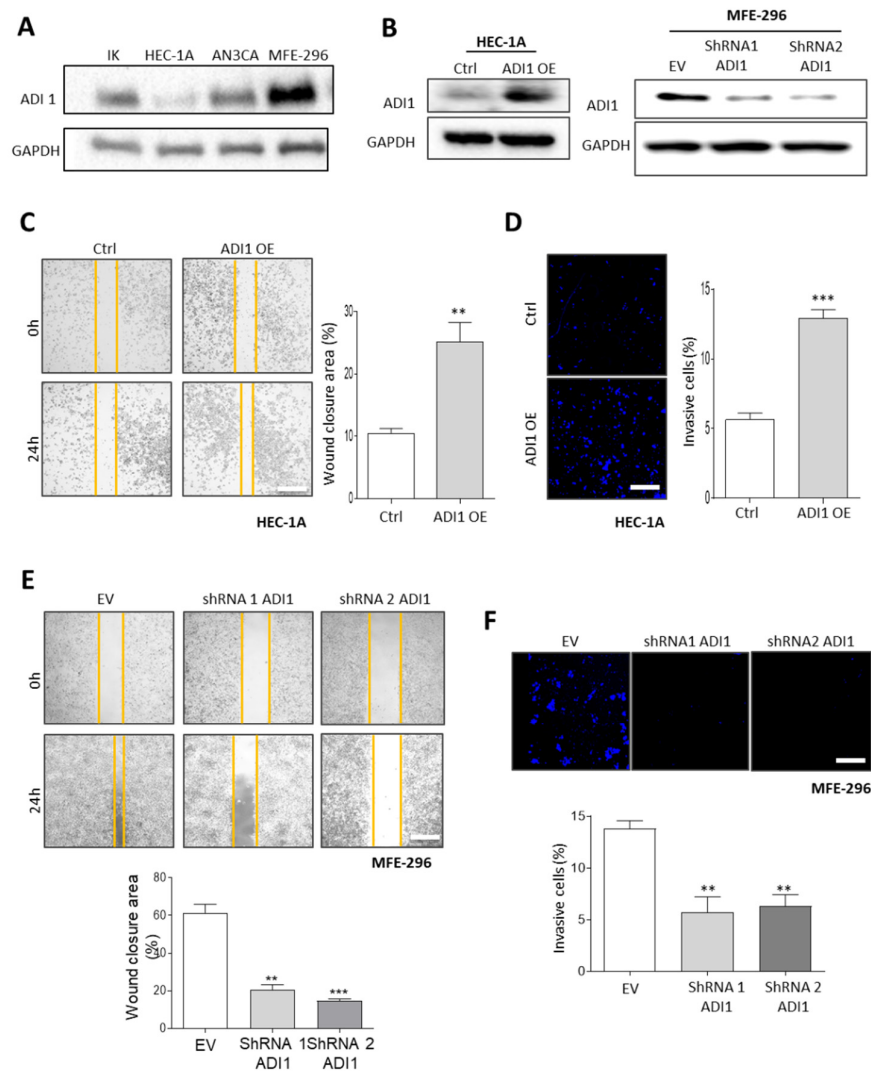 A
IK HEC-1A AN3CA MFE-296
ADI 1
GAPDH
B
HEC-1A
Ctrl ADI1 OE
ADI1
GAPDH
MFE-296
EV ShRNA1 ADI1 ShRNA2 ADI1
ADI1
GAPDH
C
Ctrl ADI1 OE
0h
24h
HEC-1A
Wound closure area (%)
30
20
10
0
**
Ctrl ADI1 OE
D
Ctrl
ADI1 OE
HEC-1A
Invasive cells (%)
15
10
5
0
***
Ctrl ADI1 OE
E
EV shRNA 1 ADI1 shRNA 2 ADI1
0h
24h
MFE-296
Wound closure area
(%)
80
60
40
20
0
**
***
EV ShRNA 1ShRNA 2
ADI1 ADI1
F
EV shRNA1 ADI1 shRNA2 ADI1
MFE-296
Invasive cells (%)
15
10
5
0
** **
EV ShRNA 1 ShRNA 2
ADI1 ADI1